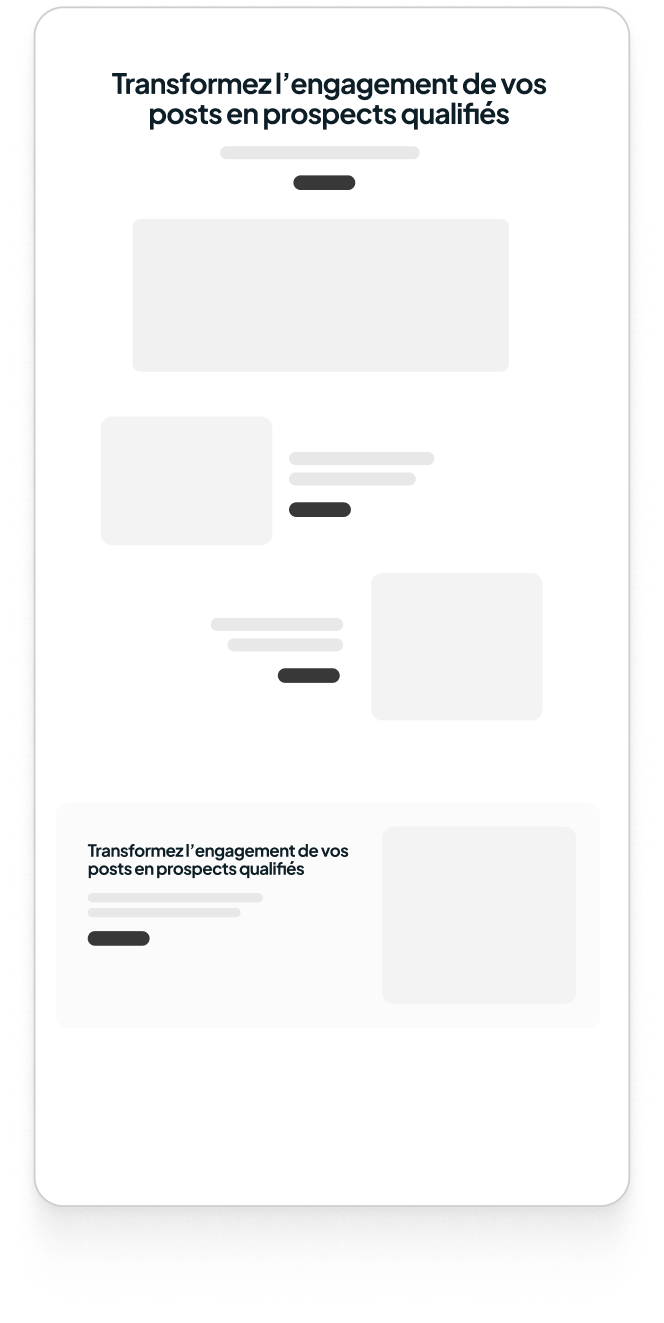 Transformez l’engagement de vos
posts en prospects qualifiés
Transformez l’engagement de vos
posts en prospects qualifiés